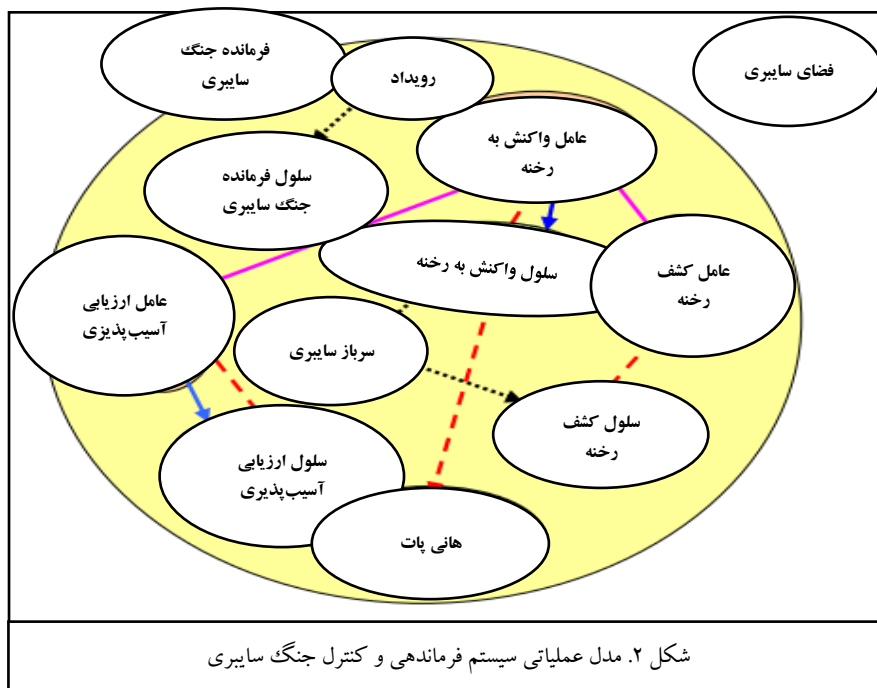 فرمانده جنگ
سایبری
رویداد
فضای سایبری
عامل واکنش به
رخنه
سلول فرمانده
جنگ سایبری
سلول واکنش به رخنه
عامل کشف
رخنه
عامل ارزیابی
آسیب‌پذیزی
سرباز سایبری
سلول کشف
رخنه
سلول ارزیابی
آسیب‌پذیری
هانی پات
شکل ۲. مدل عملیاتی سیستم فرماندهی و کنترل جنگ سایبری